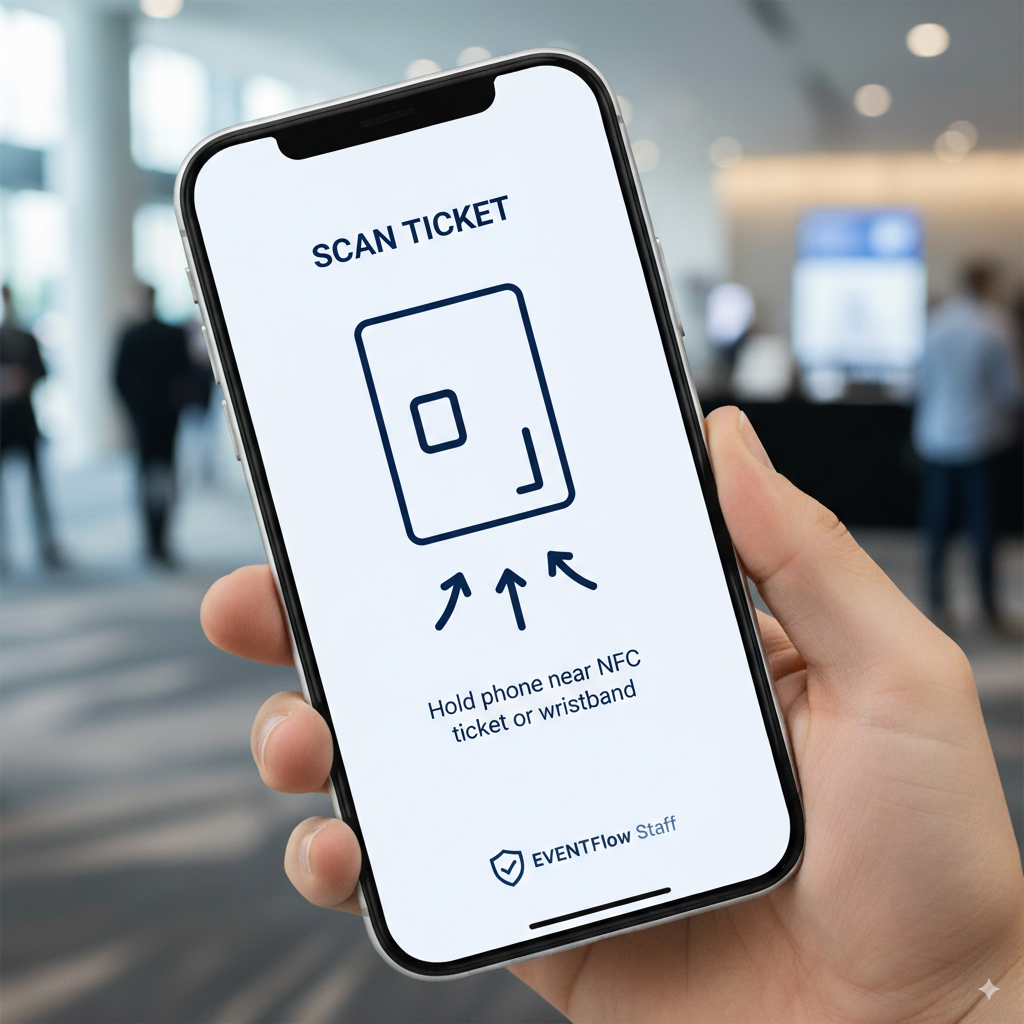 SCAN TICKET
Hold phone near NFC
ticket or wristband
EVENTFlow Staff